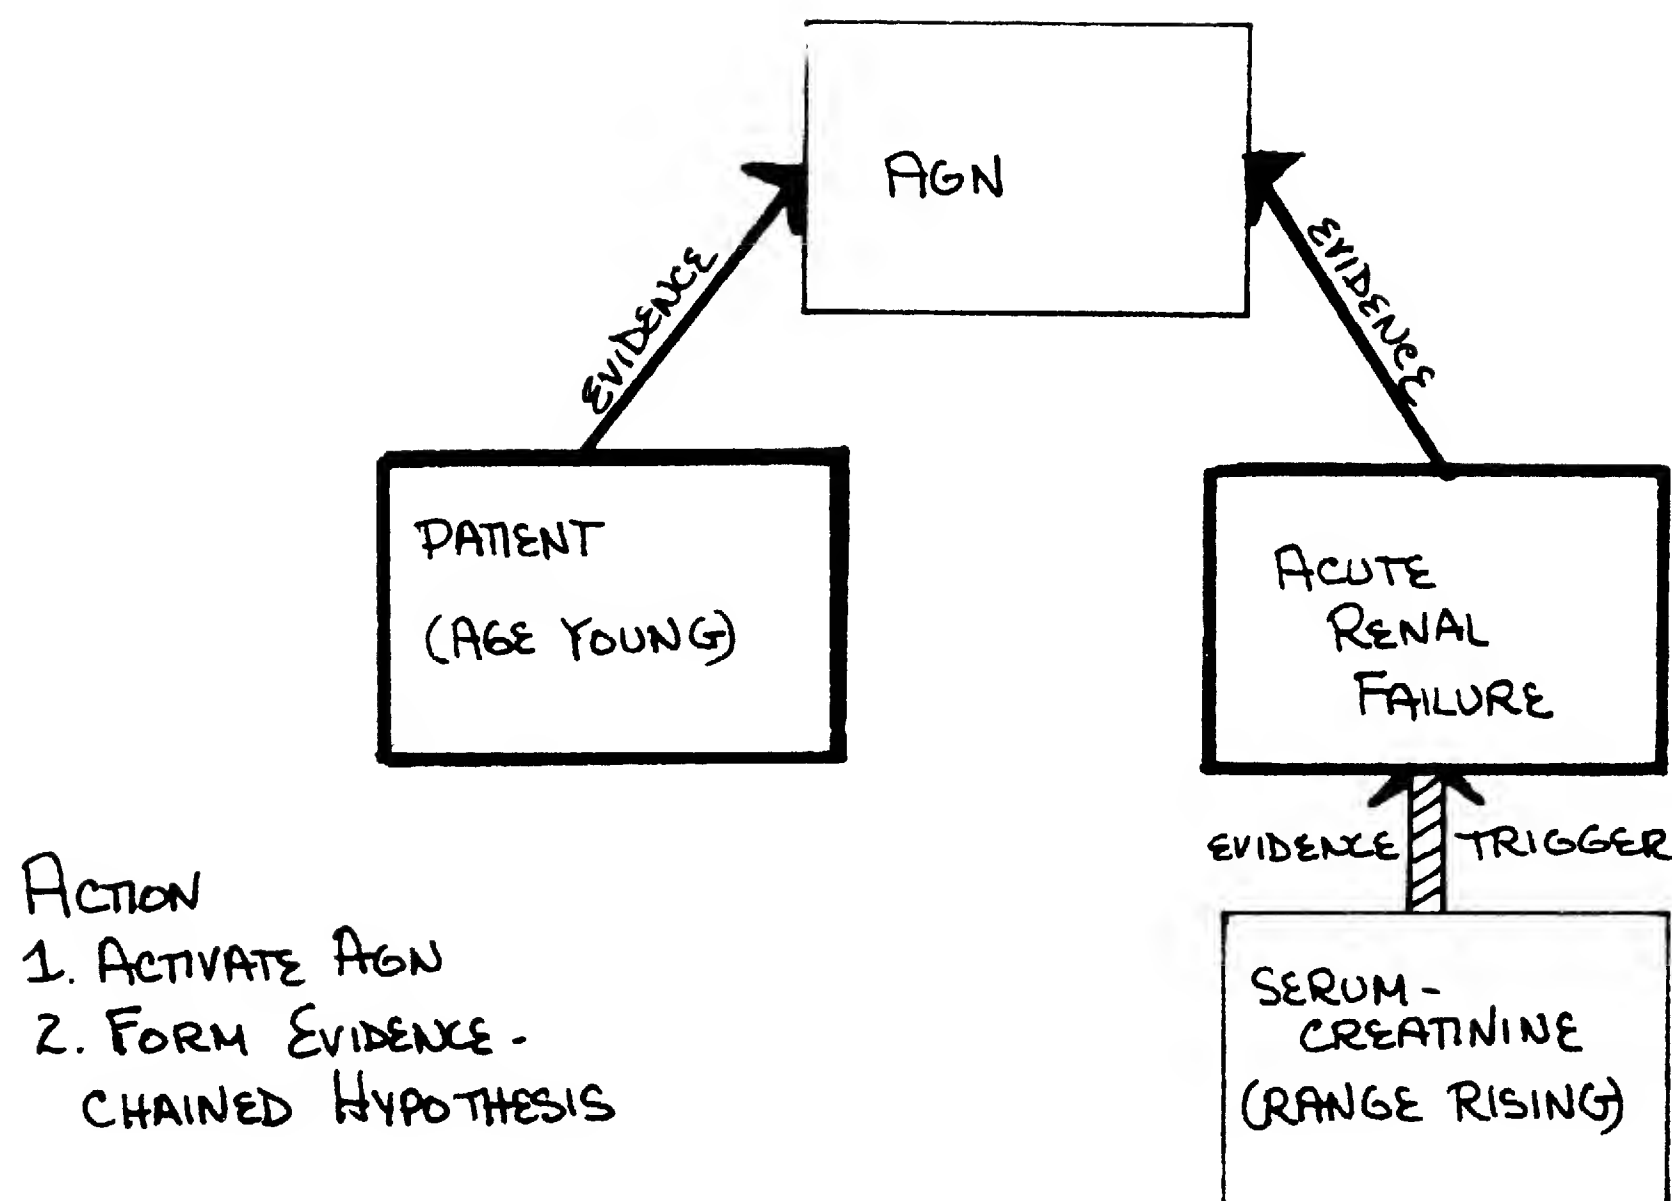 AGN
EVIDENCE
EVIDENCE
PATIENT
(AGE YOUNG)
ACUTE
RENAL
FAILURE
EVIDENCE TRIGGER
SERUM-
CREATININE
(RANGE RISING)
ACTION
1. ACTIVATE AGN
2. FORM EVIDENCE-
CHAINED HYPOTHESIS